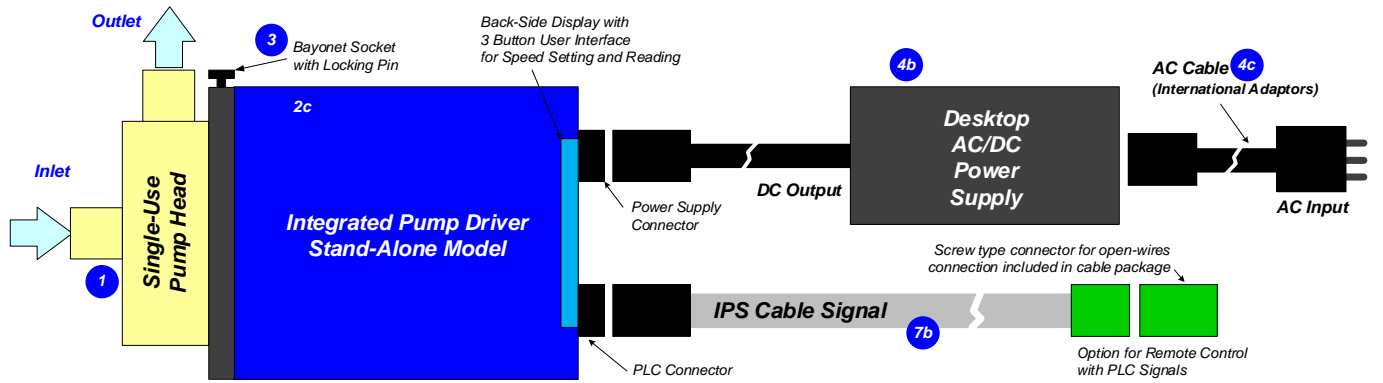 Outlet
Inlet
1
Single-Use
Pump Head
3
Bayonet Socket
with Locking Pin
2c
Integrated Pump Driver
Stand-Alone Model
Back-Side Display with
3 Button User Interface
for Speed Setting and Reading
Power Supply
Connector
DC Output
4b
Desktop
AC/DC
Power
Supply
AC Cable
4c
(International Adaptors)
AC Input
PLC Connector
IPS Cable Signal
7b
Screw type connector for open-wires
connection included in cable package
Option for Remote Control
with PLC Signals